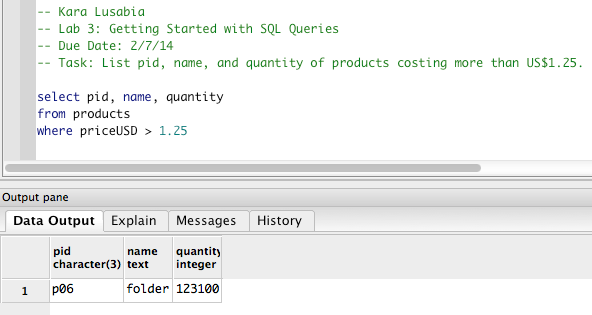 -- Kara Lusabia
-- Lab 3: Getting Started with SQL Queries
-- Due Date: 2/7/14
-- Task: List pid, name, and quantity of products costing more than US$1.25.
select pid, name, quantity
from products
where priceUSD > 1.25
Output pane
Data Output Explain Messages History
pid name quantity
character(3) text integer
1 p06 folder 123100